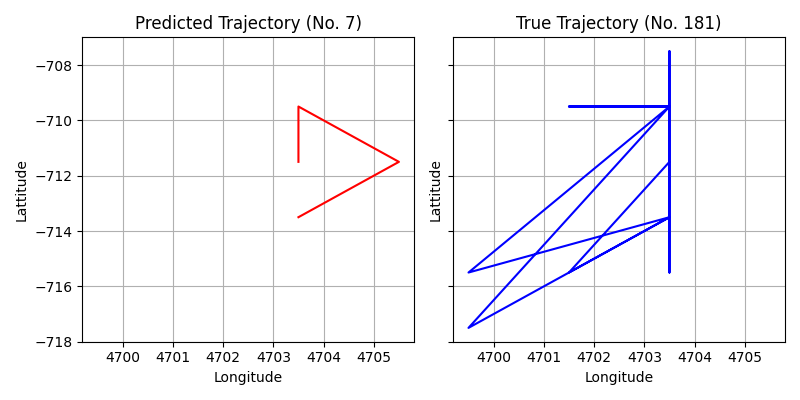 Predicted Trajectory (No. 7)
True Trajectory (No. 181)
−708
−710
−712
−714
−716
−718
Lattitude
Lattitude
4700 4701 4702 4703 4704 4705
4700 4701 4702 4703 4704 4705
Longitude
Longitude